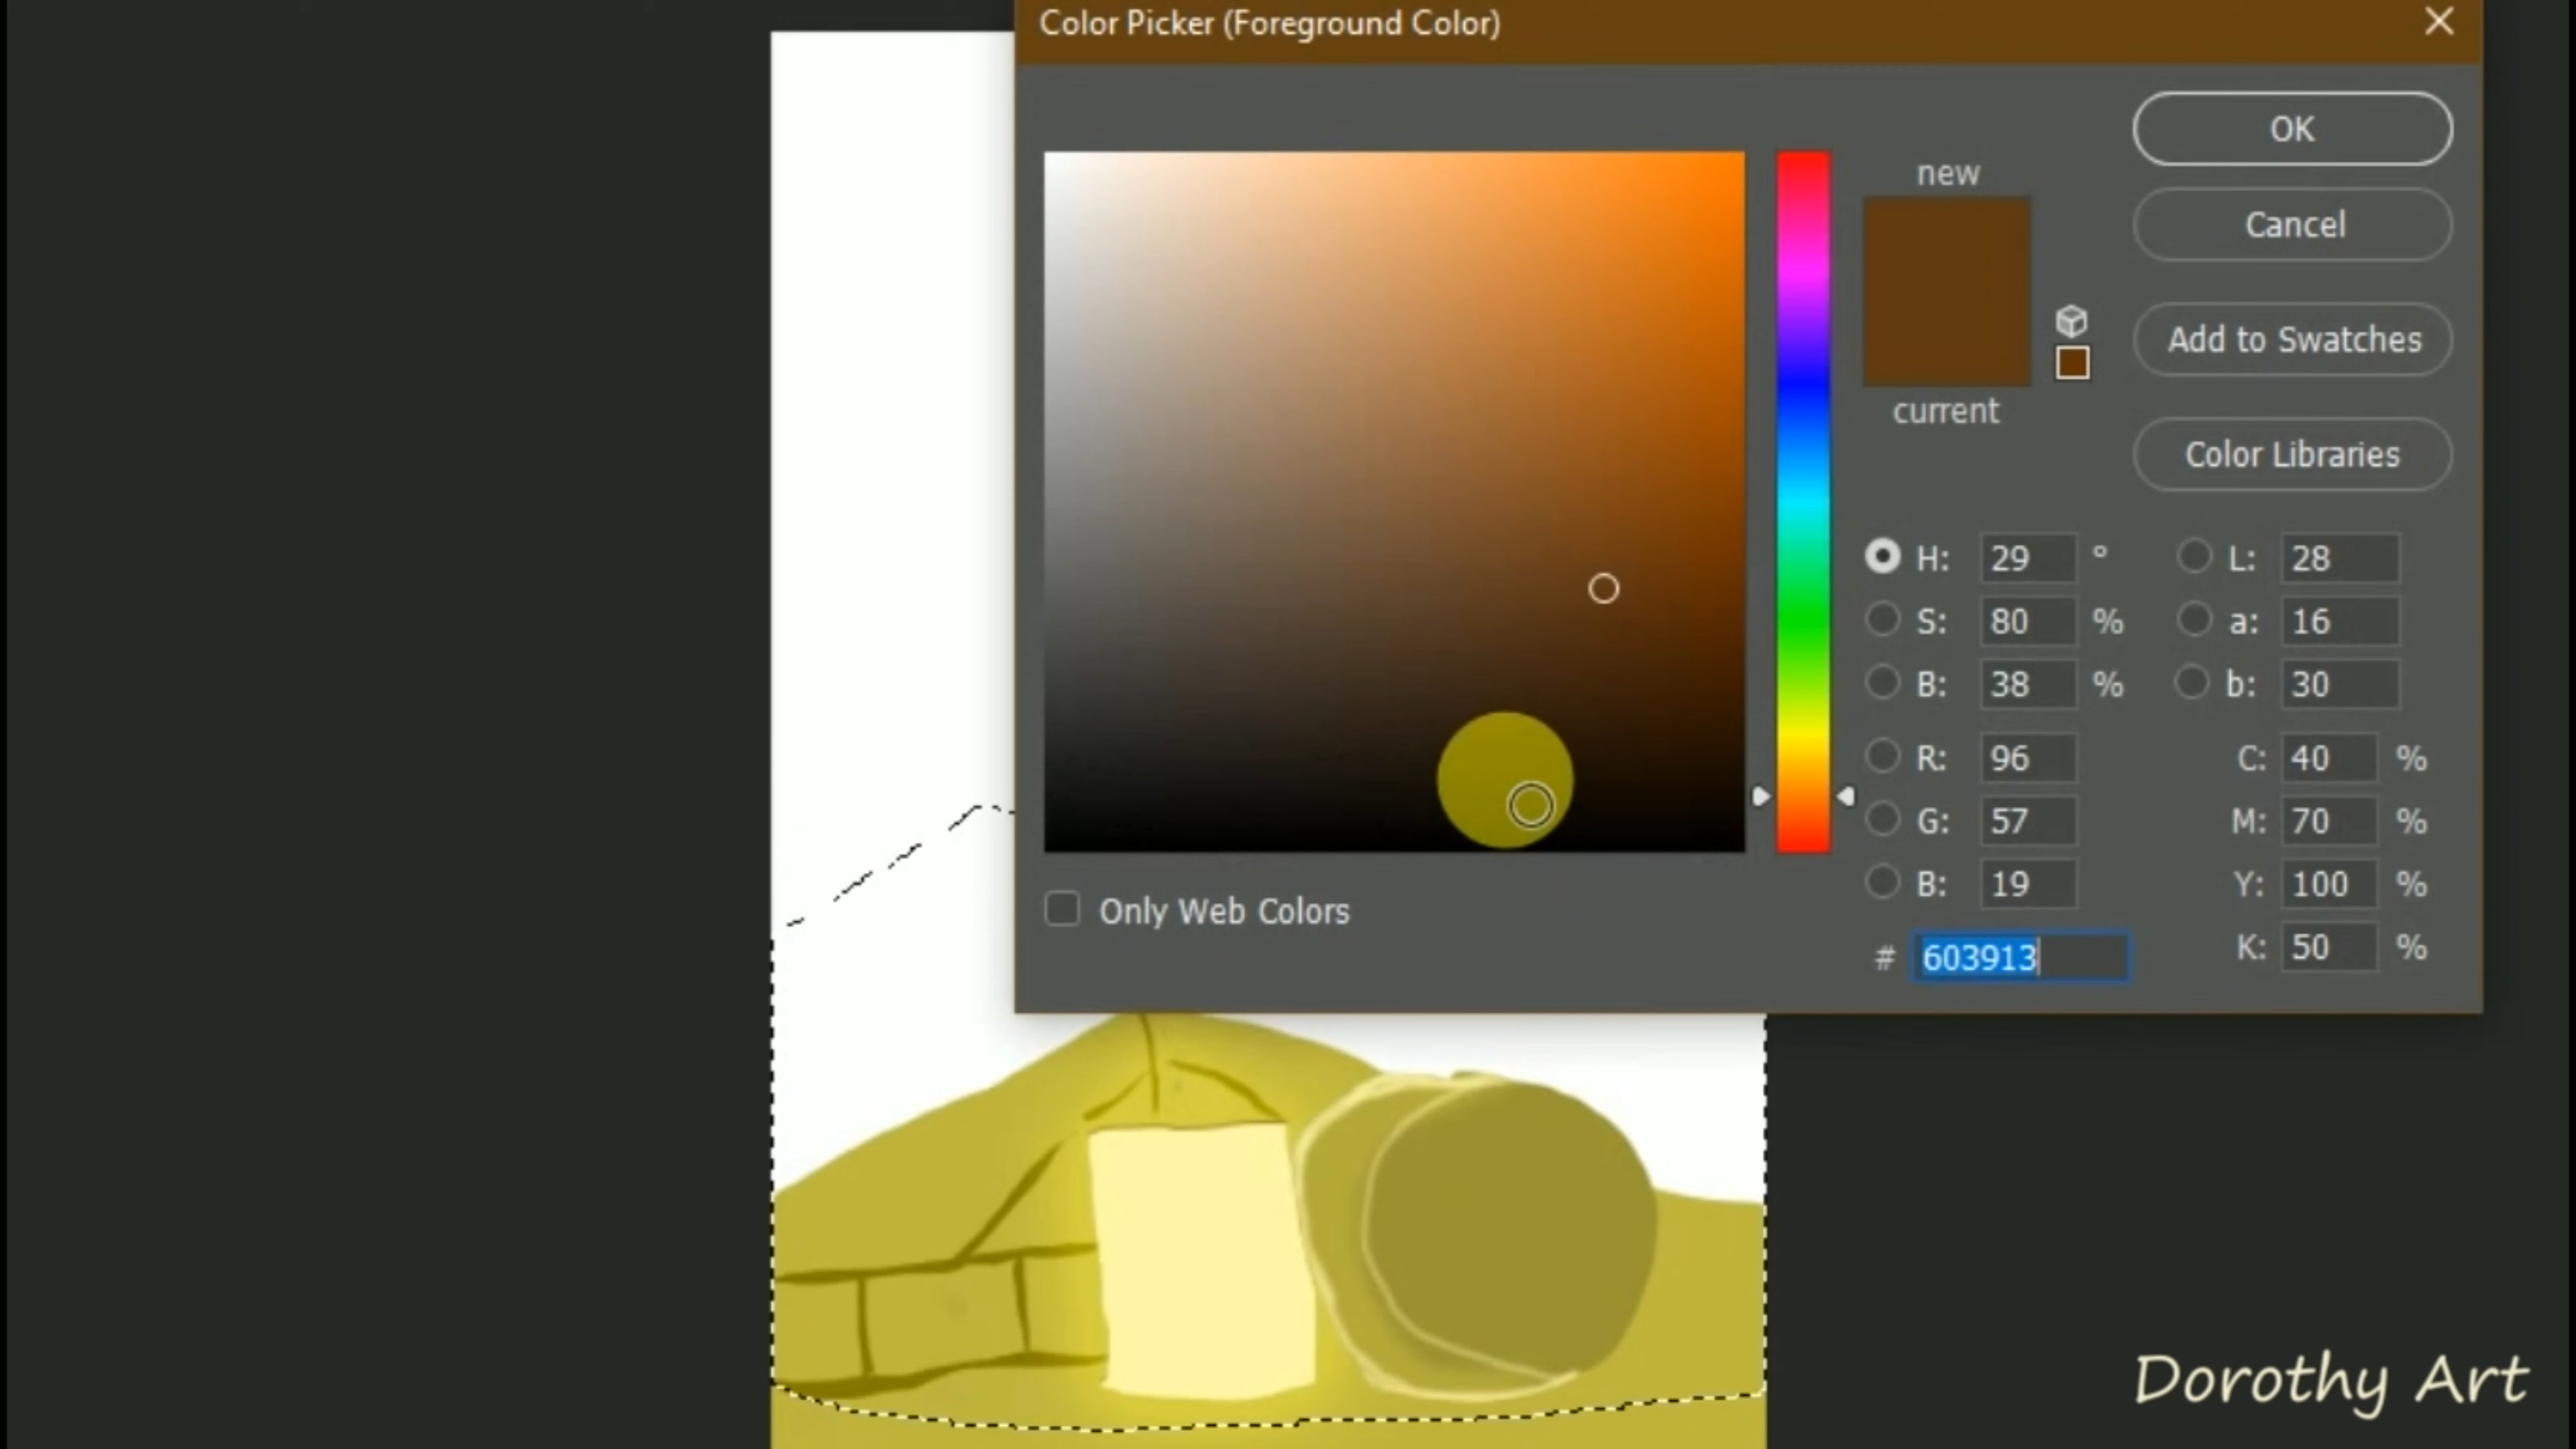 Color Picker (Foreground Color)
OK
new
Cancel
Add to Swatches
current
Color Libraries
H: 29 °
L: 28
S: 80 %
a: 16
B: 38 %
b: 30
R: 96
C: 40 %
G: 57
M: 70 %
B: 19
Y: 100 %
Only Web Colors
# 603913
K: 50 %
Dorothy Art